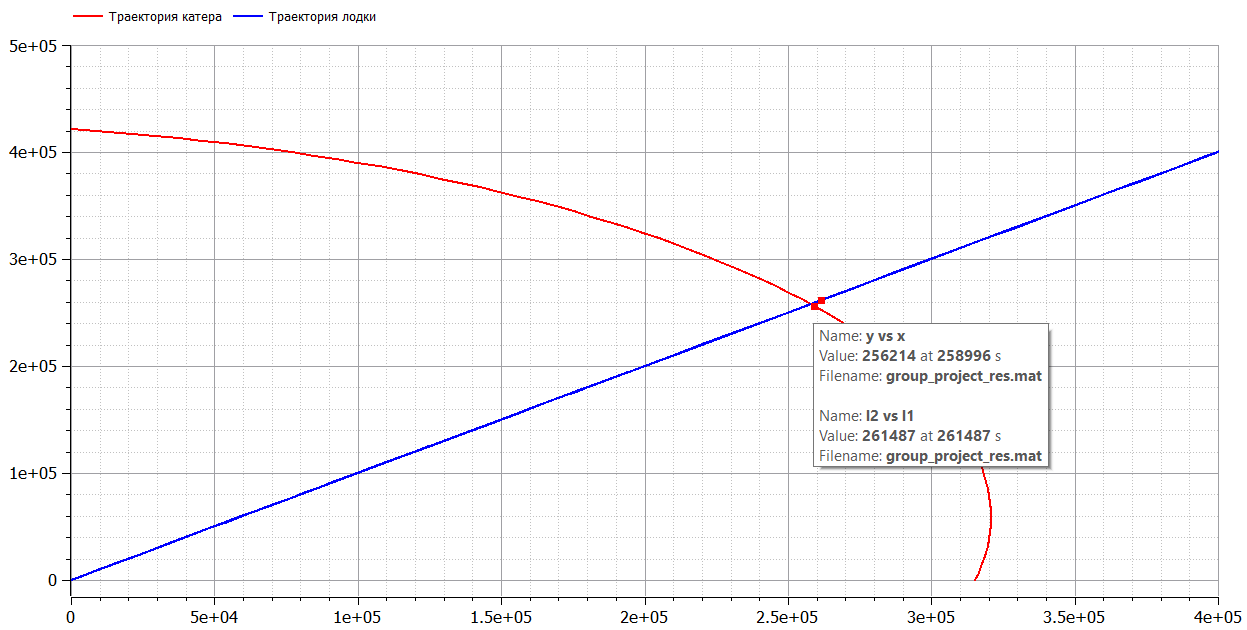 Траектория катера Траектория лодки
5e+05
4e+05
3e+05
2e+05
1e+05
0
Name: y vs x
Value: 256214 at 258996 s
Filename: group_project_res.mat
Name: l2 vs l1
Value: 261487 at 261487 s
Filename: group_project_res.mat
0 5e+04 1e+05 1.5e+05 2e+05 2.5e+05 3e+05 3.5e+05 4e+05